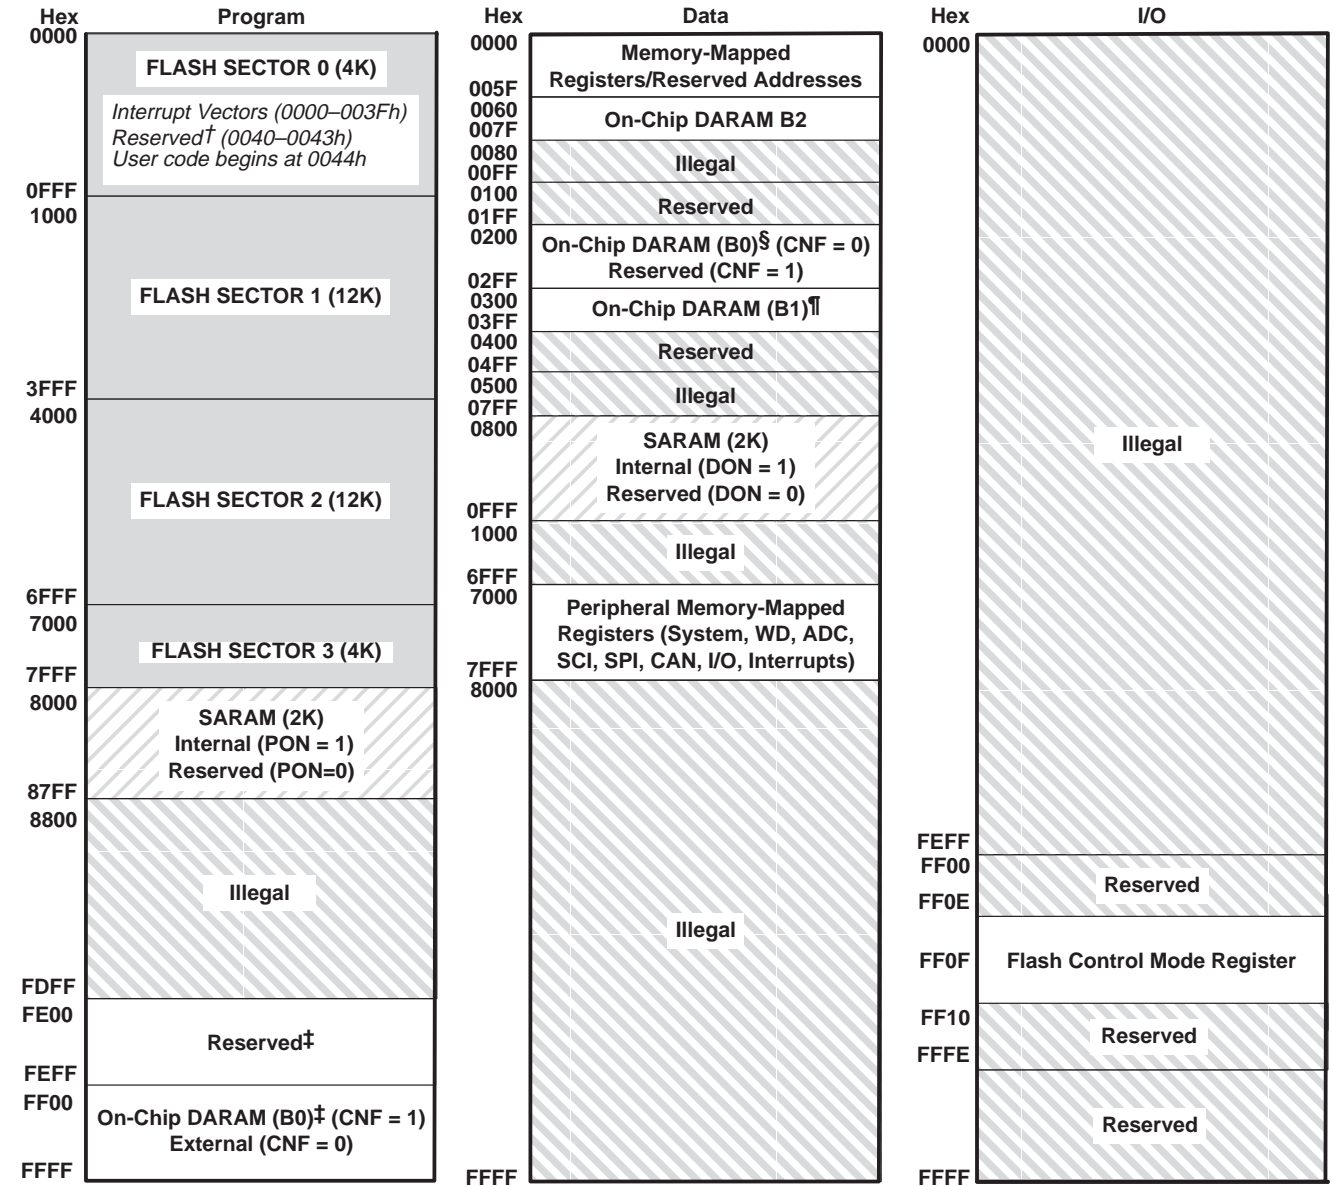 Hex Program
0000
FLASH SECTOR 0 (4K)
Interrupt Vectors (0000–003Fh)
Reserved† (0040–0043h)
User code begins at 0044h
0FFF
1000
FLASH SECTOR 1 (12K)
3FFF
4000
FLASH SECTOR 2 (12K)
6FFF
7000
FLASH SECTOR 3 (4K)
7FFF
8000
SARAM (2K)
Internal (PON = 1)
Reserved (PON=0)
87FF
8800
Illegal
FDFF
FE00
Reserved‡
FEFF
FF00
On-Chip DARAM (B0)‡ (CNF = 1)
External (CNF = 0)
FFFF
Hex Data
0000
Memory-Mapped
Registers/Reserved Addresses
005F
0060
On-Chip DARAM B2
007F
0080
Illegal
00FF
0100
Reserved
01FF
0200
On-Chip DARAM (B0)§ (CNF = 0)
Reserved (CNF = 1)
02FF
0300
On-Chip DARAM (B1)¶
03FF
0400
Reserved
04FF
0500
Illegal
07FF
0800
SARAM (2K)
Internal (DON = 1)
Reserved (DON = 0)
0FFF
1000
Illegal
6FFF
7000
Peripheral Memory-Mapped
Registers (System, WD, ADC,
SCI, SPI, CAN, I/O, Interrupts)
7FFF
8000
Illegal
FFFF
Hex I/O
0000
Illegal
FEFF
FF00
Reserved
FF0E
FF0F Flash Control Mode Register
FF10
Reserved
FFFE
Reserved
FFFF